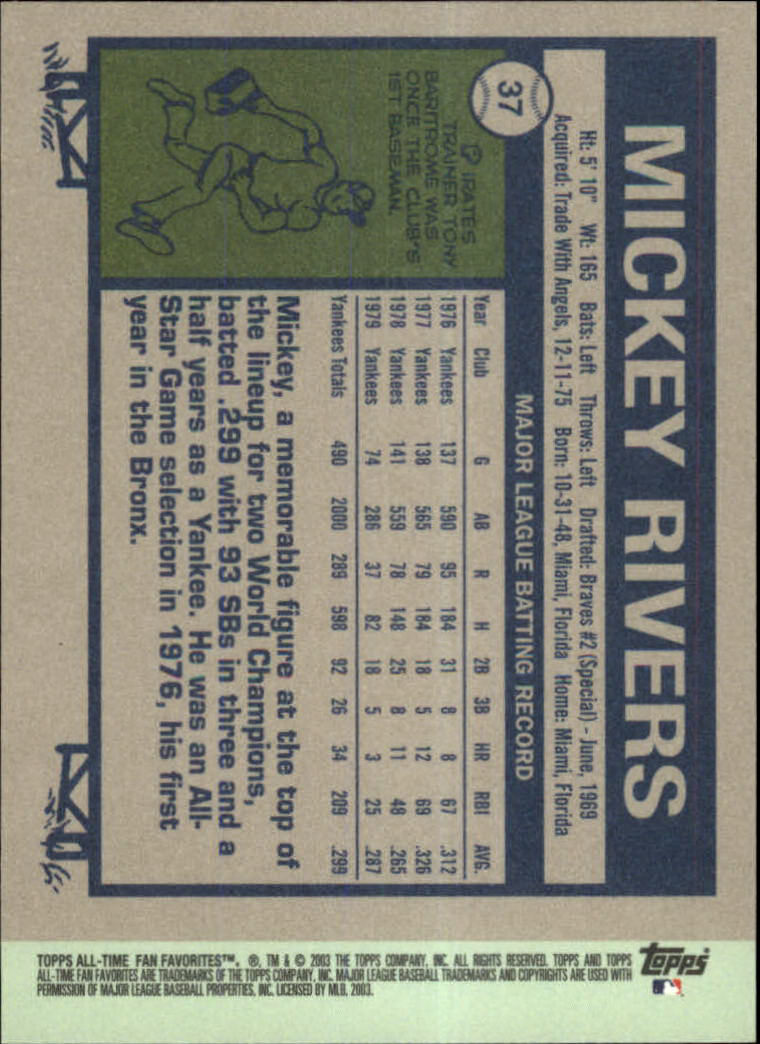 MICKEY RIVERS
Ht: 5' 10" Wt: 165 Bats: Left Throws: Left Drafted: Braves #2 (Special) - June, 1969
Acquired: Trade With Angels, 12-11-75 Born: 10-31-48, Miami, Florida Home: Miami, Florida
37
MAJOR LEAGUE BATTING RECORD
PIRATES
TRAINER TONY
BARITROME WAS
ONCE THE CLUB'S
1ST BASEMAN.
Year Club G AB R H 2B 3B HR RBI AVG.
1976 Yankees 137 590 95 184 31 8 8 67 .312
1977 Yankees 138 565 79 184 18 5 12 69 .326
1978 Yankees 141 559 78 148 25 8 11 48 .265
1979 Yankees 74 286 37 82 18 5 3 25 .287
Yankees Totals 490 2000 289 598 92 26 34 209 .299
Mickey, a memorable figure at the top of
the lineup for two World Champions,
batted .299 with 93 SBs in three and a
half years as a Yankee. He was an All-
Star Game selection in 1976, his first
year in the Bronx.
TOPPS ALL-TIME FAN FAVORITES™. ®, TM & © 2003 THE TOPPS COMPANY, INC. ALL RIGHTS RESERVED. TOPPS AND TOPPS
ALL-TIME FAN FAVORITES ARE TRADEMARKS OF THE TOPPS COMPANY, INC. MAJOR LEAGUE BASEBALL TRADEMARKS AND COPYRIGHTS ARE USED WITH
PERMISSION OF MAJOR LEAGUE BASEBALL PROPERTIES, INC. LICENSED BY MLB, 2003.
Topps